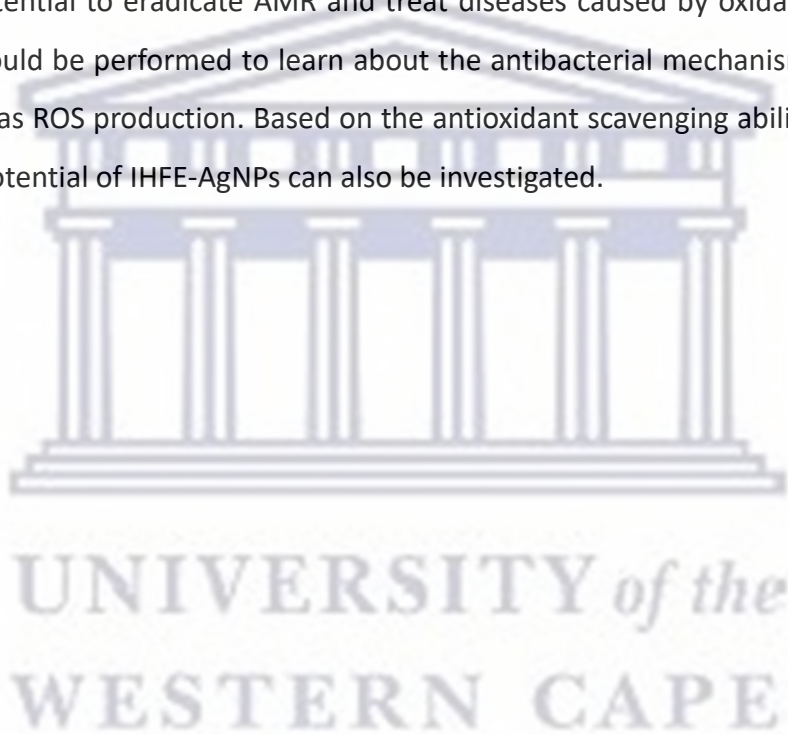 tential to eradicate AMR and treat diseases caused by oxida
ould be performed to learn about the antibacterial mechanis
as ROS production. Based on the antioxidant scavenging abili
otential of IHFE-AgNPs can also be investigated.
UNIVERSITY of the
WESTERN CAPE